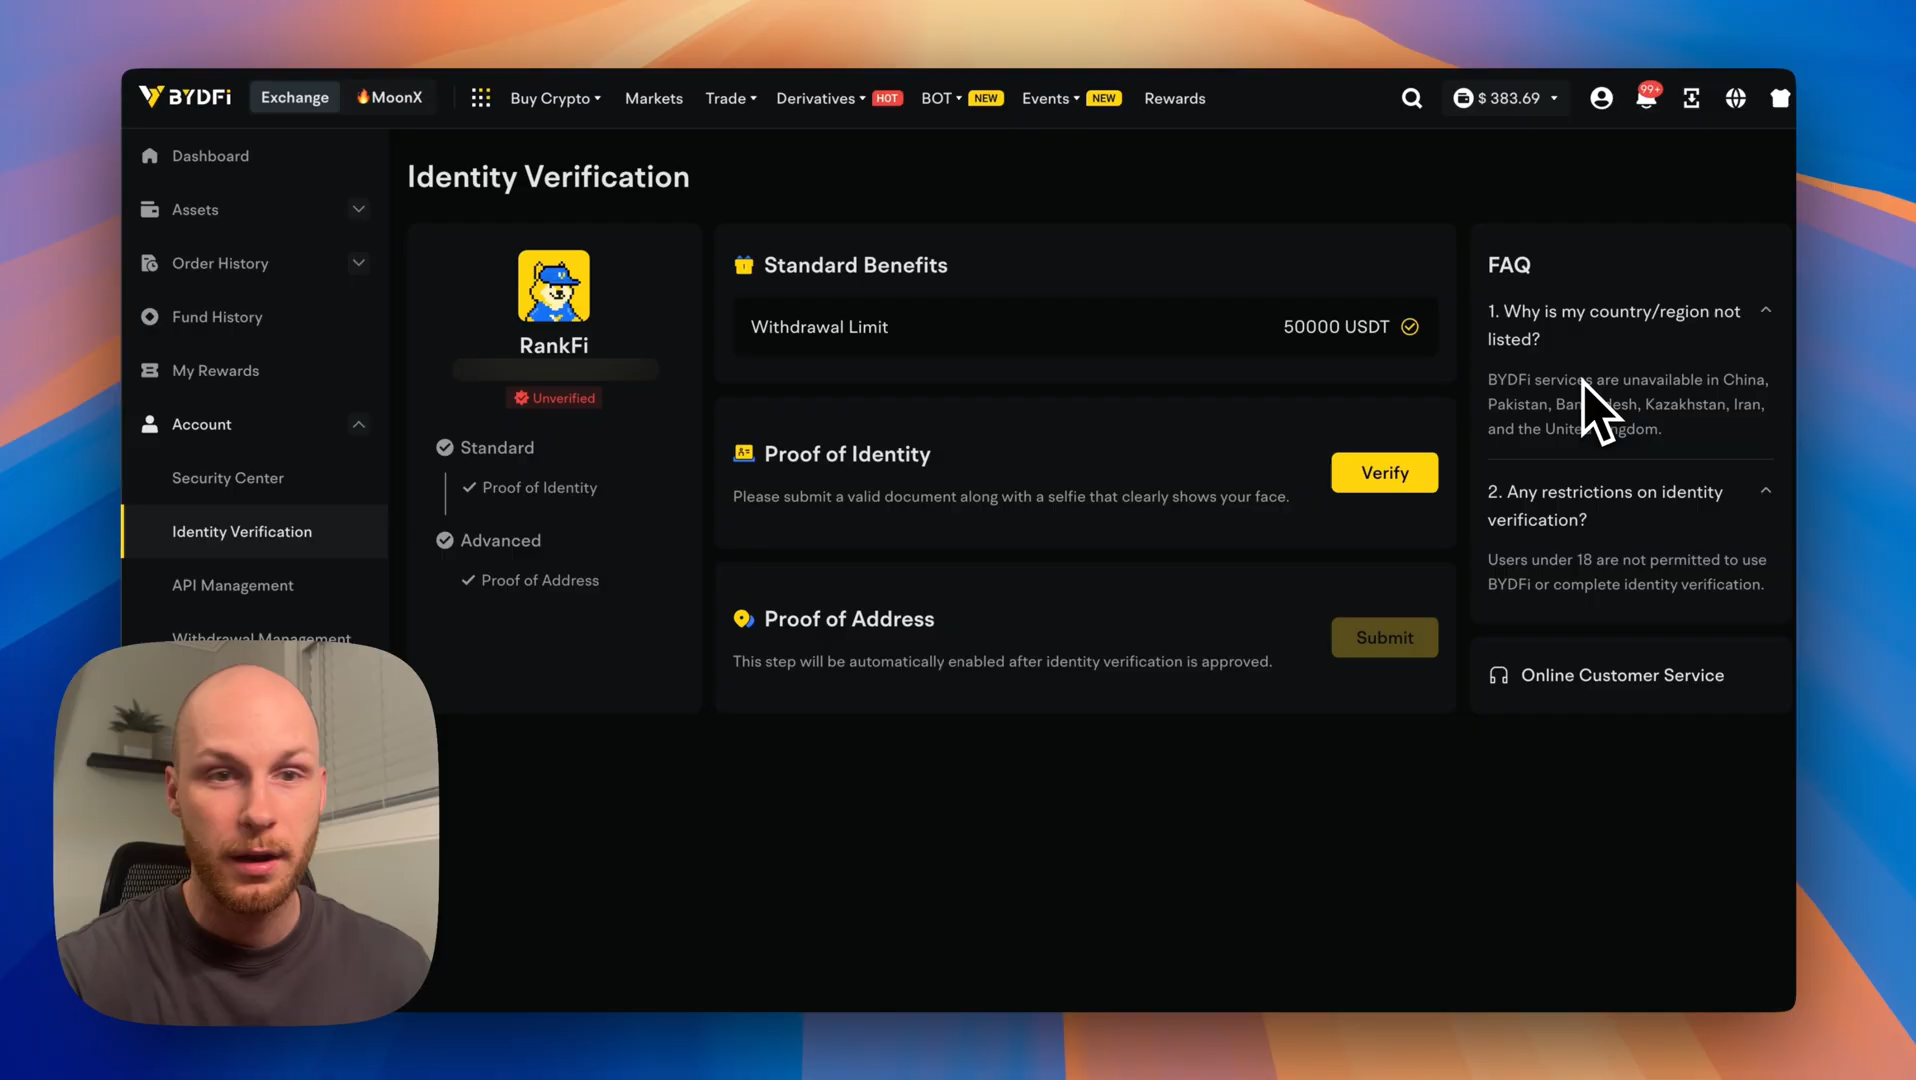 BYDFi
Exchange
MoonX
Buy Crypto
Markets
Trade
Derivatives
HOT
BOT
NEW
Events
NEW
Rewards
$ 383.69
99+
Dashboard
Assets
Order History
Fund History
My Rewards
Account
Security Center
Identity Verification
API Management
Withdrawal Management
Identity Verification
RankFi
Unverified
Standard
Proof of Identity
Advanced
Proof of Address
Standard Benefits
Withdrawal Limit
50000 USDT
Proof of Identity
Please submit a valid document along with a selfie that clearly shows your face.
Verify
Proof of Address
This step will be automatically enabled after identity verification is approved.
Submit
FAQ
1. Why is my country/region not
listed?
BYDFi services are unavailable in China,
Pakistan, Bangladesh, Kazakhstan, Iran,
and the United Kingdom.
2. Any restrictions on identity
verification?
Users under 18 are not permitted to use
BYDFi or complete identity verification.
Online Customer Service